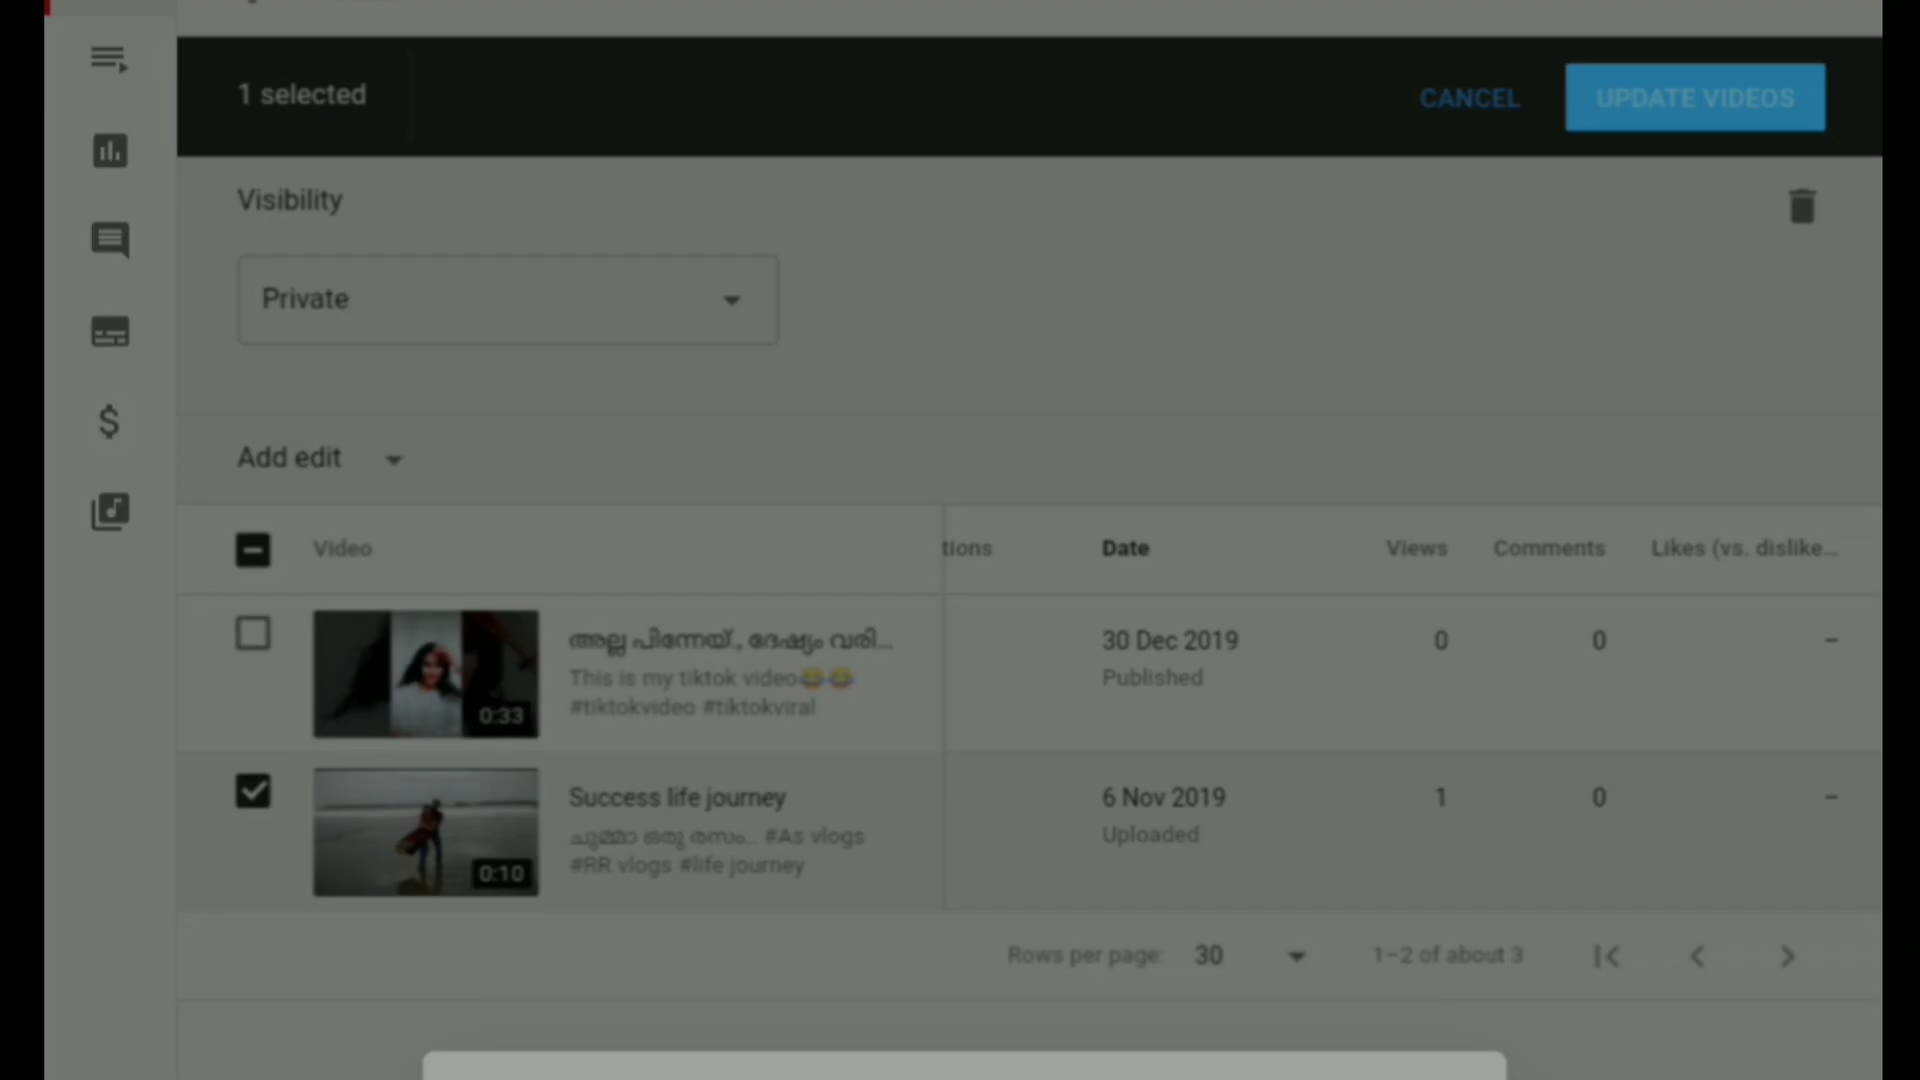 1 selected
CANCEL
UPDATE VIDEOS
Visibility
Private
Add edit
Video
tions
Date
Views
Comments
Likes (vs. dislike...
അല്ല പിന്നേയ്., ദേഷ്യം വരി...
30 Dec 2019
0
0
–
This is my tiktok video😂😂
Published
#tiktokvideo #tiktokviral
0:33
Success life journey
6 Nov 2019
1
0
–
ചുമ്മാ ഒരു രസം... #As vlogs
Uploaded
#RR vlogs #life journey
0:10
Rows per page:
30
1–2 of about 3